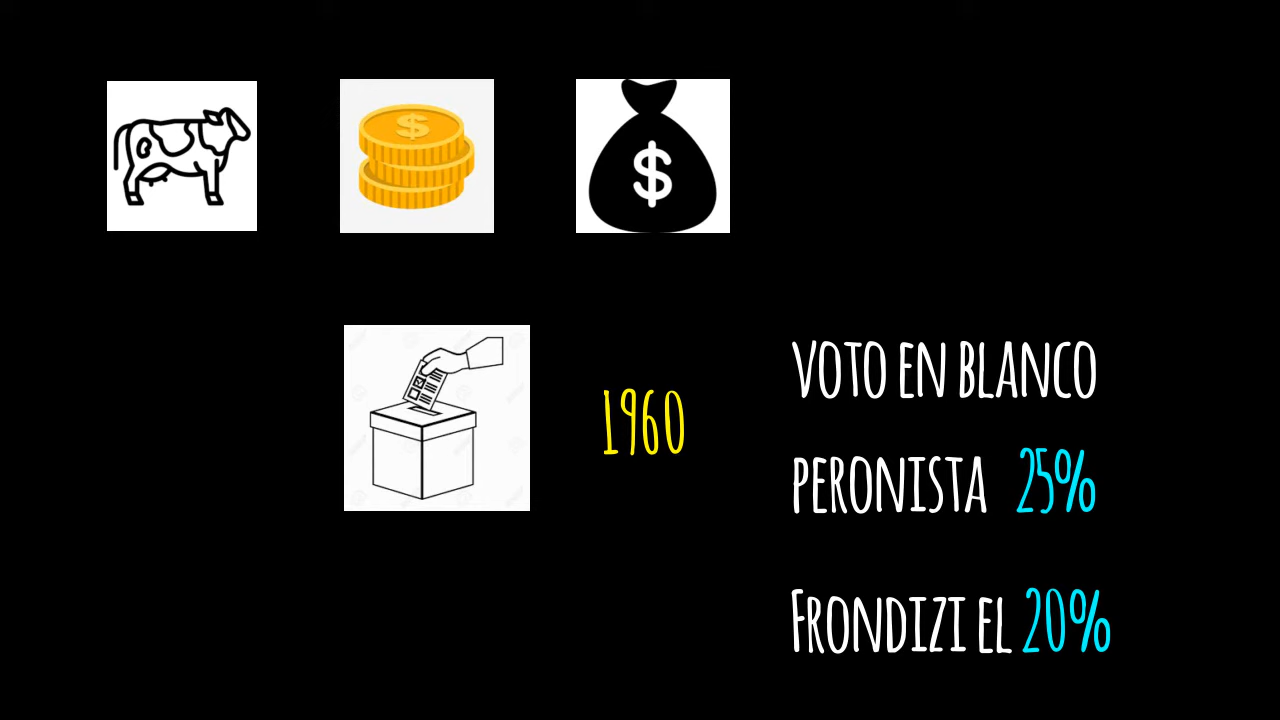 $
$
1960
VOTO EN BLANCO
PERONISTA 25%
FRONDIZI EL 20%